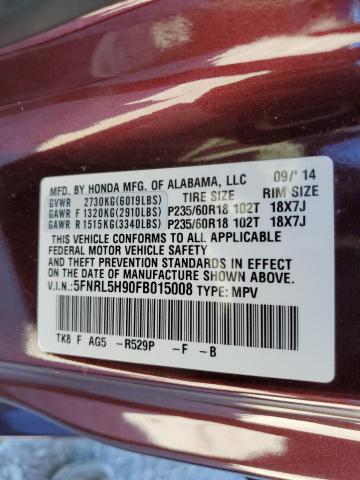 MFD. BY HONDA MFG. OF ALABAMA, LLC 09/'14
GVWR 2730KG(6019LBS) TIRE SIZE RIM SIZE
GAWR F 1320KG(2910LBS) P235/60R18 102T 18X7J
GAWR R 1515KG(3340LBS) P235/60R18 102T 18X7J
THIS VEHICLE CONFORMS TO ALL APPLICABLE
FEDERAL MOTOR VEHICLE SAFETY
AND THEFT PREVENTION STANDARDS IN EFFECT ON THE
DATE OF MANUFACTURE SHOWN ABOVE.
V.I.N.:5FNRL5H90FB015008 TYPE: MPV
TK8 F AG5 -R529P -F -B